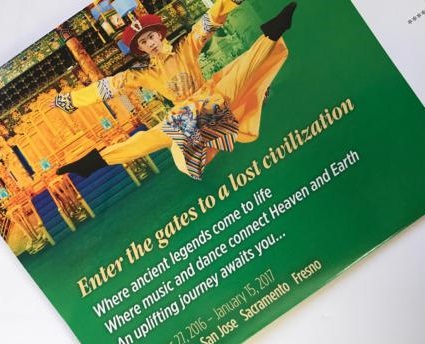 Enter the gates to a lost civilization
Where ancient legends come to life
Where music and dance connect Heaven and Earth
An uplifting journey awaits you...
27, 2016 – January 15, 2017
San Jose Sacramento Fresno